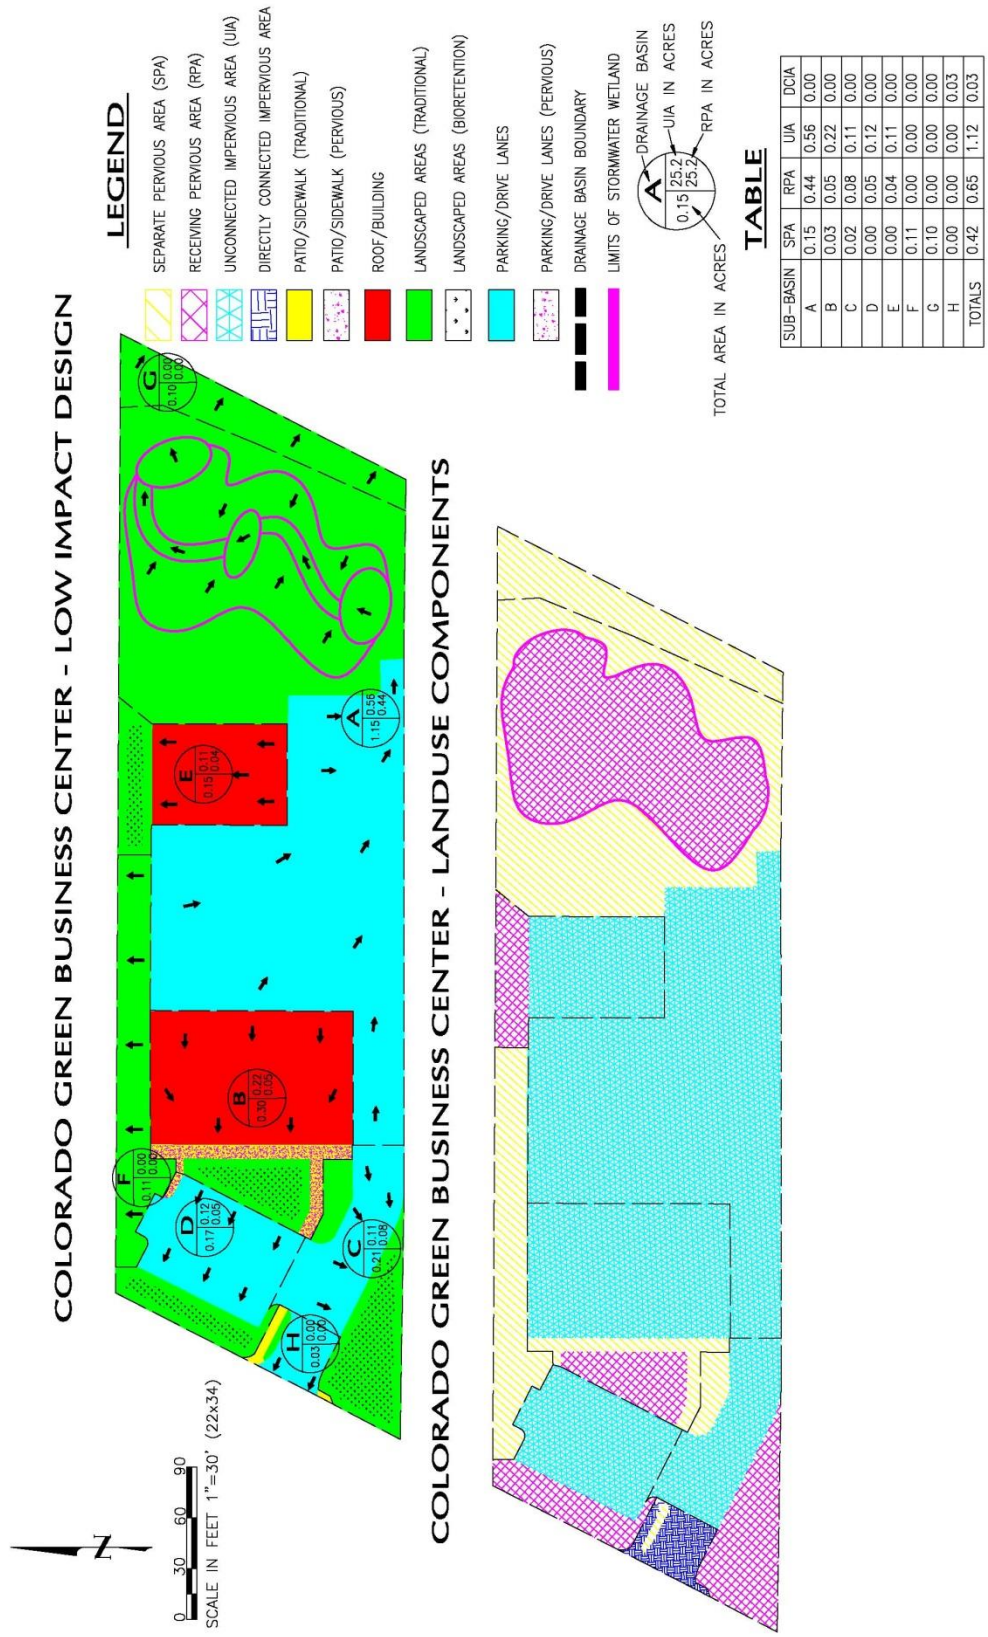 COLORADO GREEN BUSINESS CENTER - LOW IMPACT DESIGN
N
0 30 60 90
SCALE IN FEET 1"=30' (22x34)
F
0.11 0.00 0.00
G
0.10 0.00 0.00
D
0.17 0.12 0.05
B
0.30 0.22 0.05
E
0.15 0.11 0.04
H
0.03 0.00 0.00
C
0.21 0.11 0.08
A
1.15 0.56 0.44
COLORADO GREEN BUSINESS CENTER - LANDUSE COMPONENTS
LEGEND
SEPARATE PERVIOUS AREA (SPA)
RECEIVING PERVIOUS AREA (RPA)
UNCONNECTED IMPERVIOUS AREA (UIA)
DIRECTLY CONNECTED IMPERVIOUS AREA
PATIO/SIDEWALK (TRADITIONAL)
PATIO/SIDEWALK (PERVIOUS)
ROOF/BUILDING
LANDSCAPED AREAS (TRADITIONAL)
LANDSCAPED AREAS (BIORETENTION)
PARKING/DRIVE LANES
PARKING/DRIVE LANES (PERVIOUS)
DRAINAGE BASIN BOUNDARY
LIMITS OF STORMWATER WETLAND
A
0.15 25.2 25.2
DRAINAGE BASIN
UIA IN ACRES
RPA IN ACRES
TOTAL AREA IN ACRES
TABLE
SUB-BASIN SPA RPA UIA DCIA
A 0.15 0.44 0.56 0.00
B 0.03 0.05 0.22 0.00
C 0.02 0.08 0.11 0.00
D 0.00 0.05 0.12 0.00
E 0.00 0.04 0.11 0.00
F 0.11 0.00 0.00 0.00
G 0.10 0.00 0.00 0.00
H 0.00 0.00 0.00 0.03
TOTALS 0.42 0.65 1.12 0.03